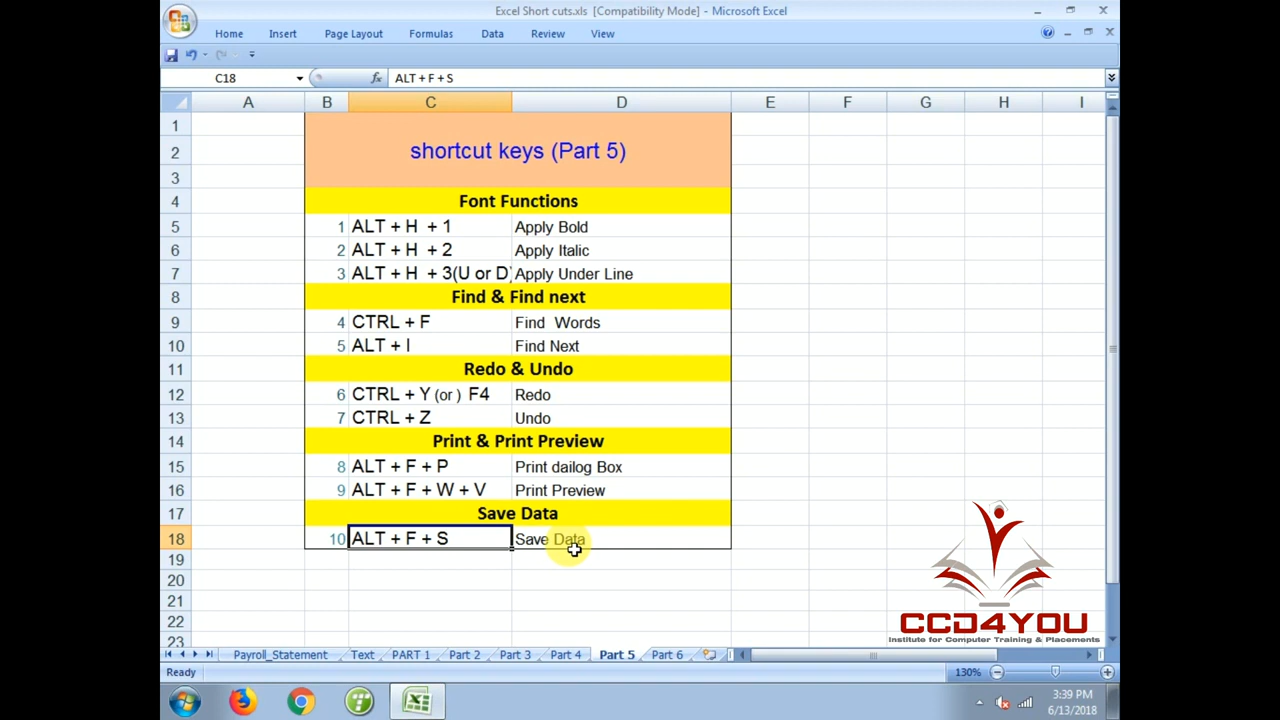 Excel Short cuts.xls [Compatibility Mode] - Microsoft Excel
Home Insert Page Layout Formulas Data Review View
C18 fx ALT + F + S
A B C D E F G H I
1
2 shortcut keys (Part 5)
3
4 Font Functions
5 1 ALT + H + 1 Apply Bold
6 2 ALT + H + 2 Apply Italic
7 3 ALT + H + 3(U or D) Apply Under Line
8 Find & Find next
9 4 CTRL + F Find Words
10 5 ALT + I Find Next
11 Redo & Undo
12 6 CTRL + Y (or ) F4 Redo
13 7 CTRL + Z Undo
14 Print & Print Preview
15 8 ALT + F + P Print dailog Box
16 9 ALT + F + W + V Print Preview
17 Save Data
18 10 ALT + F + S Save Data
19
20
21
22
23
CCD4YOU
Institute for Computer Training & Placements
Payroll_Statement Text PART 1 Part 2 Part 3 Part 4 Part 5 Part 6
Ready 130%
3:39 PM
6/13/2018